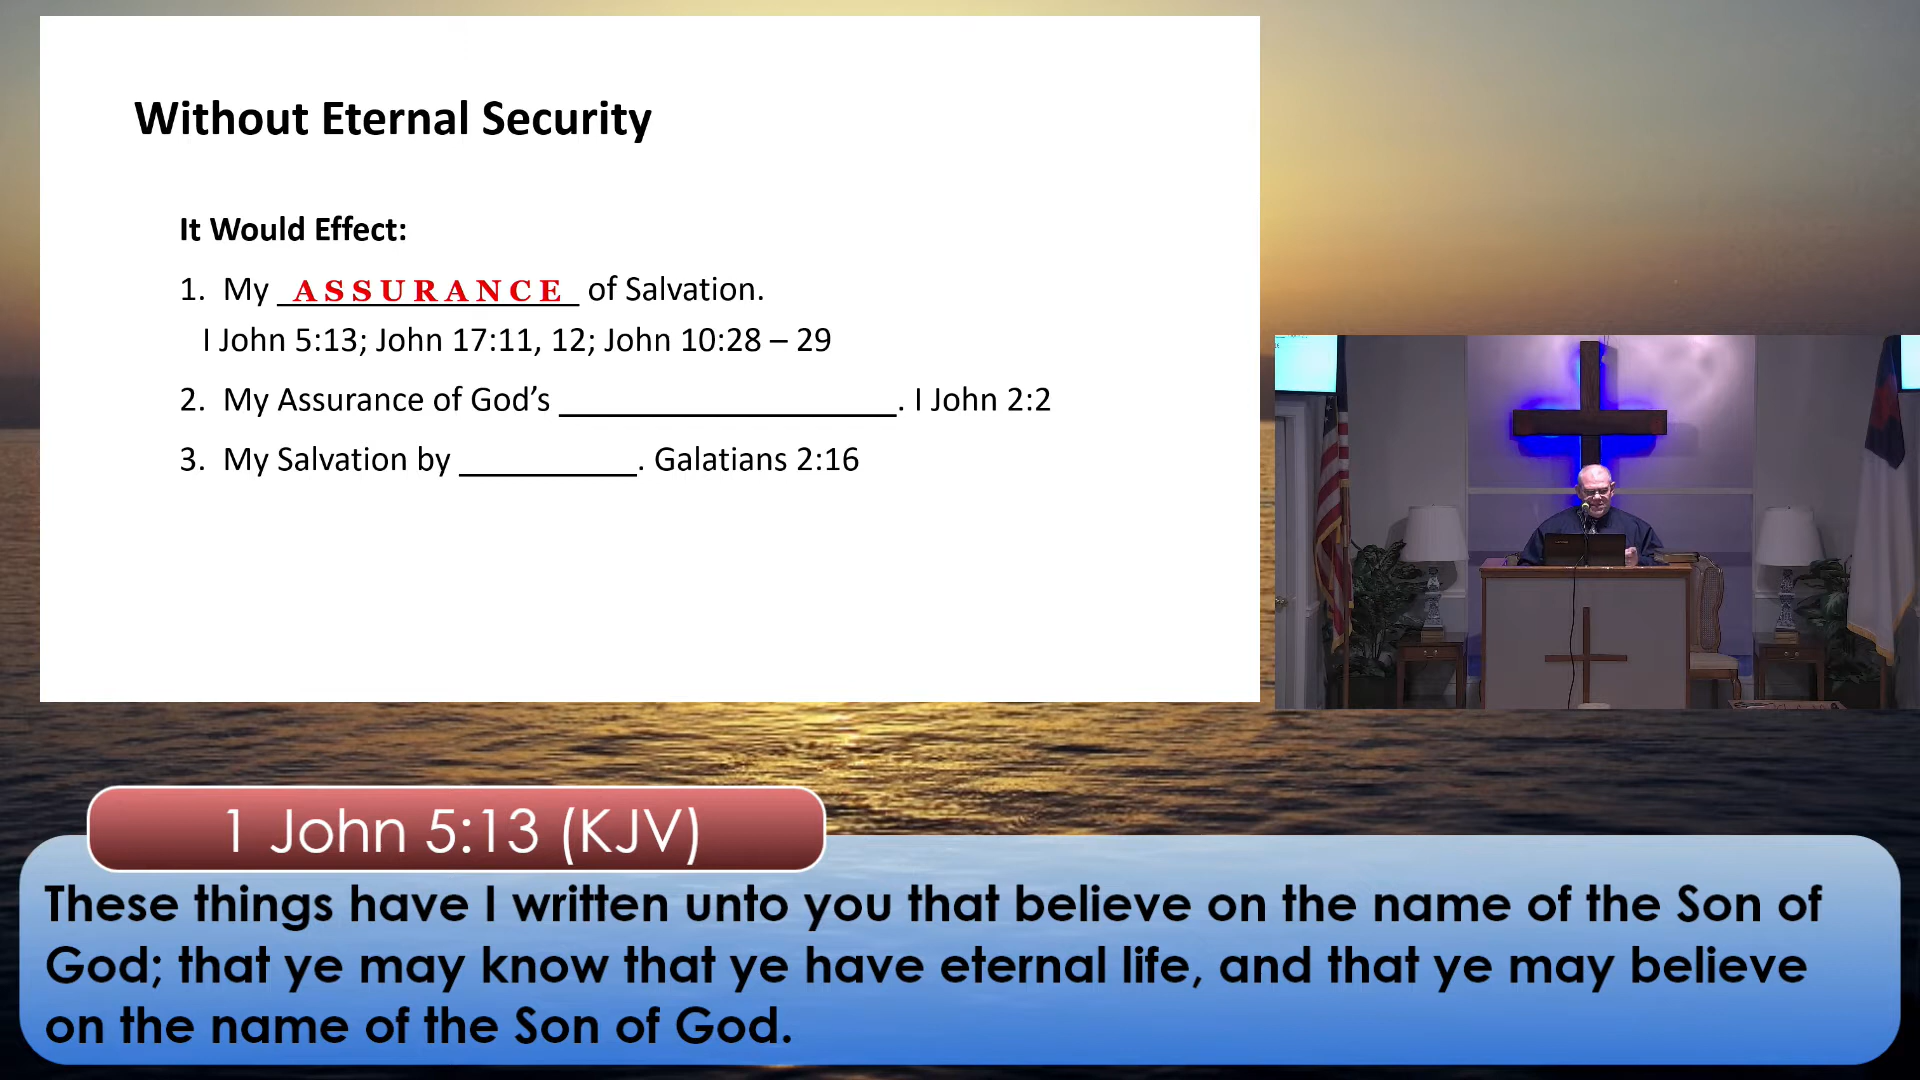 Without Eternal Security
It Would Effect:
1. My ASSURANCE of Salvation.
I John 5:13; John 17:11, 12; John 10:28 – 29
2. My Assurance of God’s ____________________. I John 2:2
3. My Salvation by ___________. Galatians 2:16
1 John 5:13 (KJV)
These things have I written unto you that believe on the name of the Son of
God; that ye may know that ye have eternal life, and that ye may believe
on the name of the Son of God.